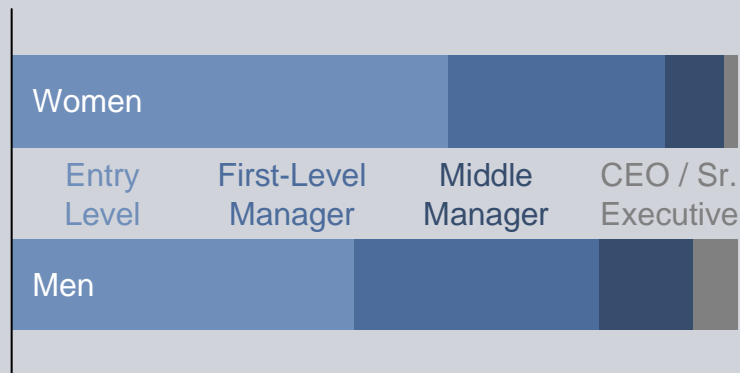 Women
Entry First-Level Middle CEO / Sr.
Level Manager Manager Executive
Men